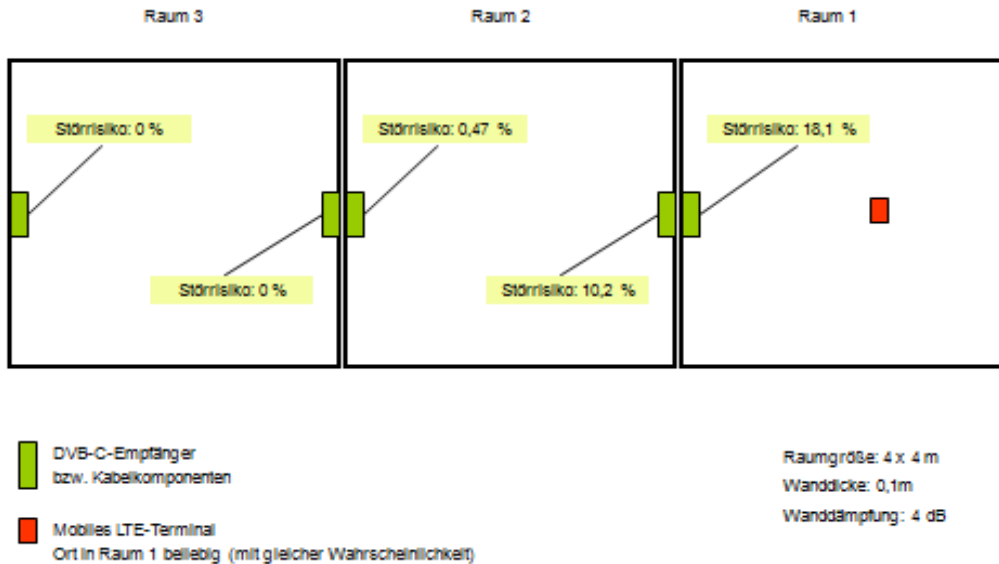 Raum 3
Raum 2
Raum 1
Störrisiko: 0 %
Störrisiko: 0,47 %
Störrisiko: 18,1 %
Störrisiko: 0 %
Störrisiko: 10,2 %
DVB-C-Empfänger
bzw. Kabelkomponenten
Mobiles LTE-Terminal
Ort in Raum 1 beliebig (mit gleicher Wahrscheinlichkeit)
Raumgröße: 4 x 4 m
Wanddicke: 0,1m
Wanddämpfung: 4 dB